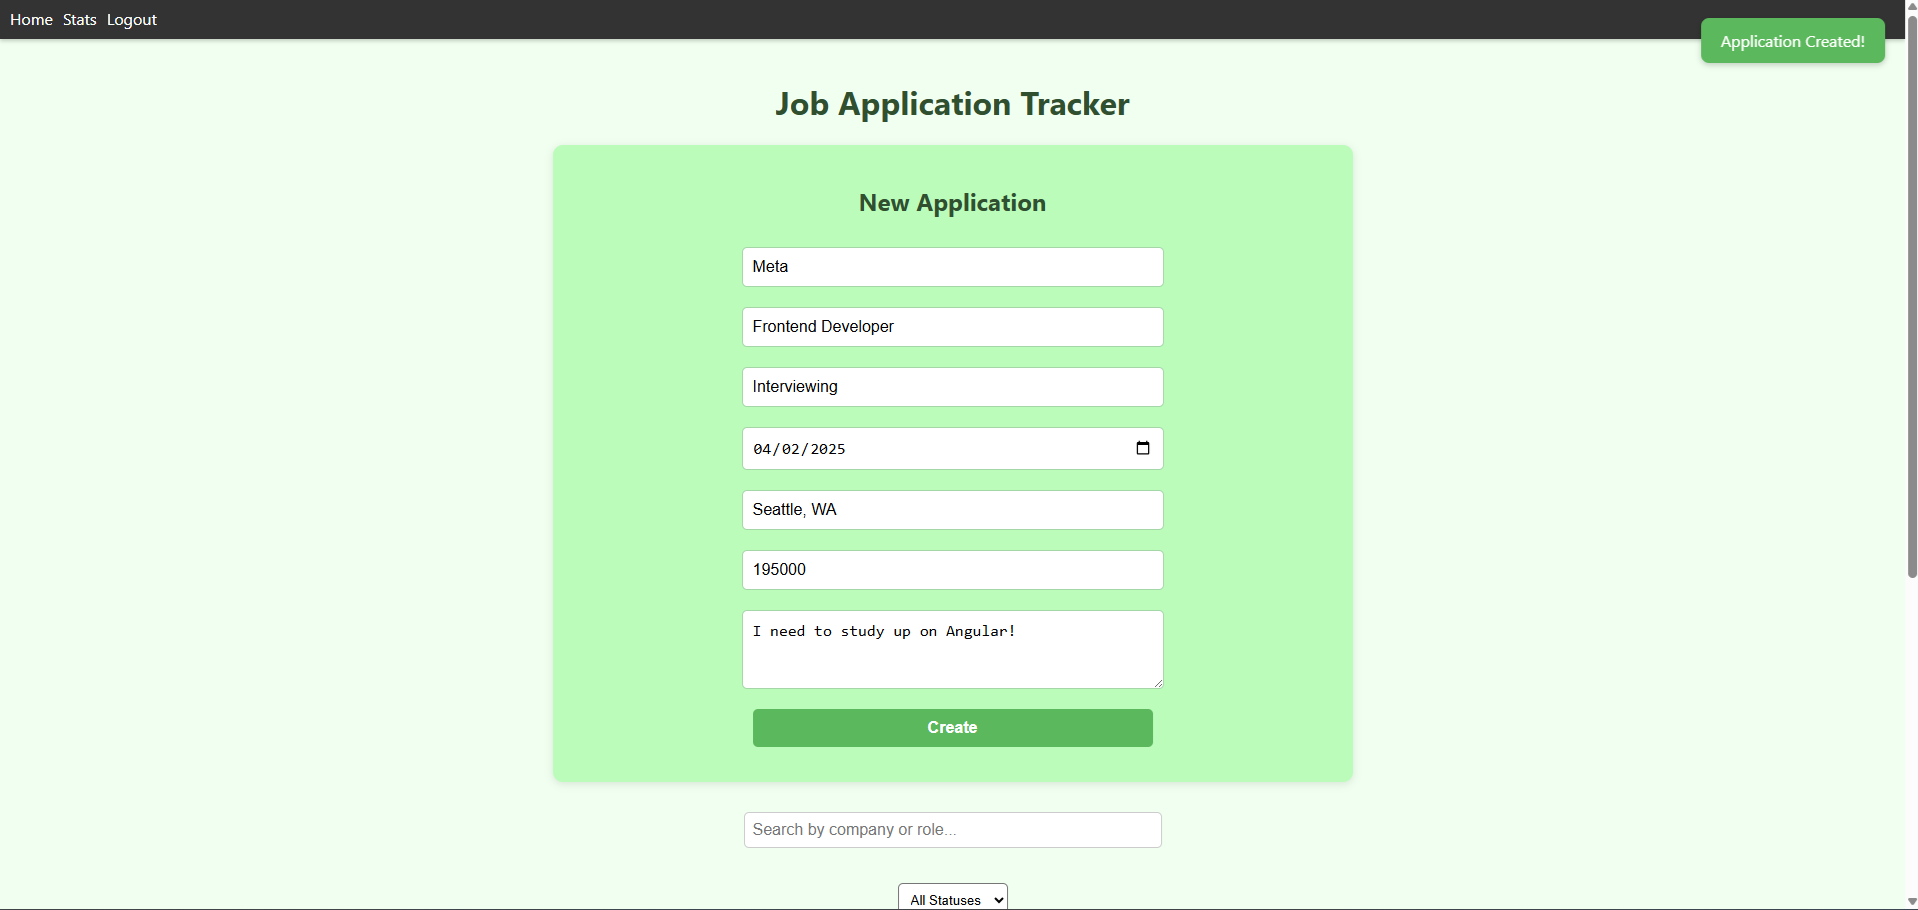 Home Stats Logout
Application Created!
Job Application Tracker
New Application
Meta
Frontend Developer
Interviewing
04/02/2025
Seattle, WA
195000
I need to study up on Angular!
Create
Search by company or role...
All Statuses